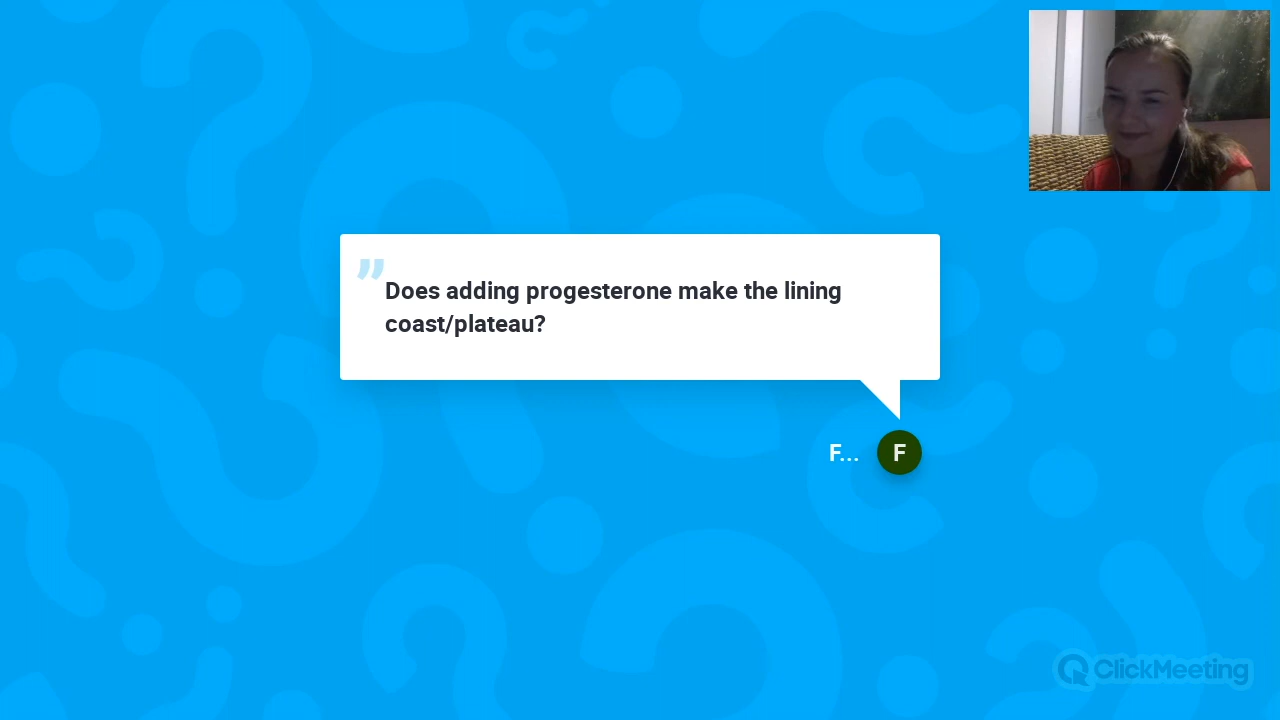 Does adding progesterone make the lining
coast/plateau?
F... F
ClickMeeting